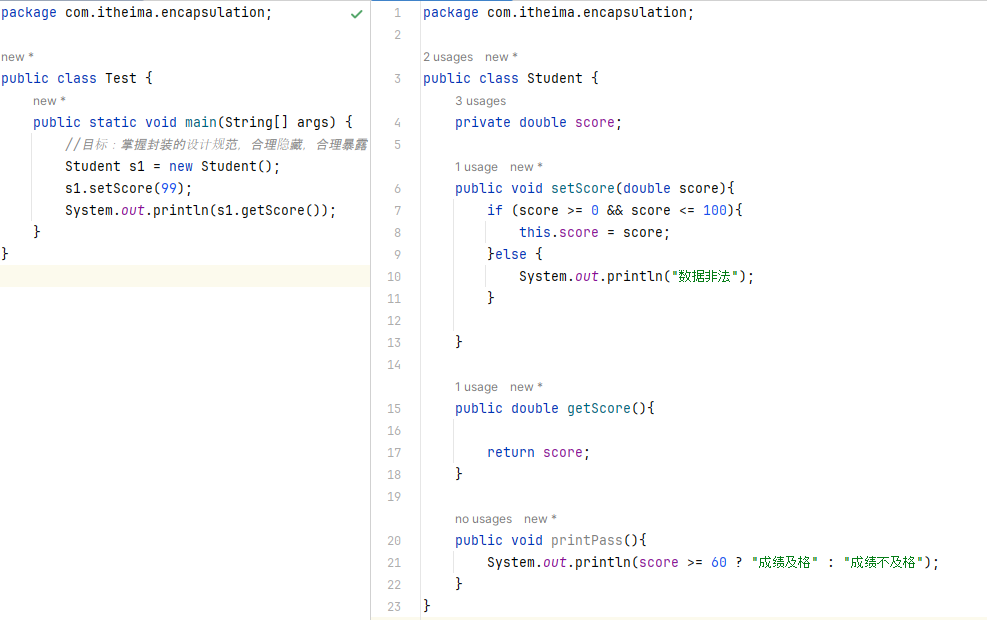 package com.itheima.encapsulation;
new *
public class Test {
new *
public static void main(String[] args) {
//目标：掌握封装的设计规范，合理隐藏，合理暴露
Student s1 = new Student();
s1.setScore(99);
System.out.println(s1.getScore());
}
}
1 package com.itheima.encapsulation;
2
2 usages new *
3 public class Student {
3 usages
4 private double score;
5
1 usage new *
6 public void setScore(double score){
7 if (score >= 0 && score <= 100){
8 this.score = score;
9 }else {
10 System.out.println("数据非法");
11 }
12
13 }
14
1 usage new *
15 public double getScore(){
16
17 return score;
18 }
19
no usages new *
20 public void printPass(){
21 System.out.println(score >= 60 ? "成绩及格" : "成绩不及格");
22 }
23 }